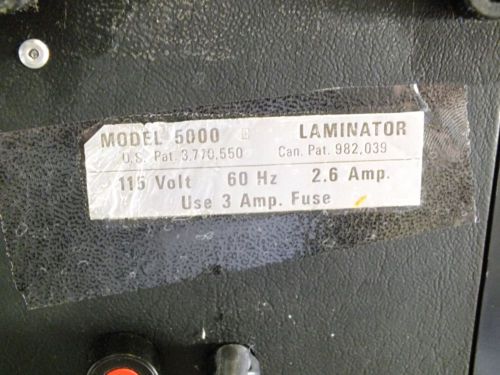 MODEL 5000 B LAMINATOR
U.S. Pat. 3,770,550 Can. Pat. 982,039
115 Volt 60 Hz 2.6 Amp.
Use 3 Amp. Fuse